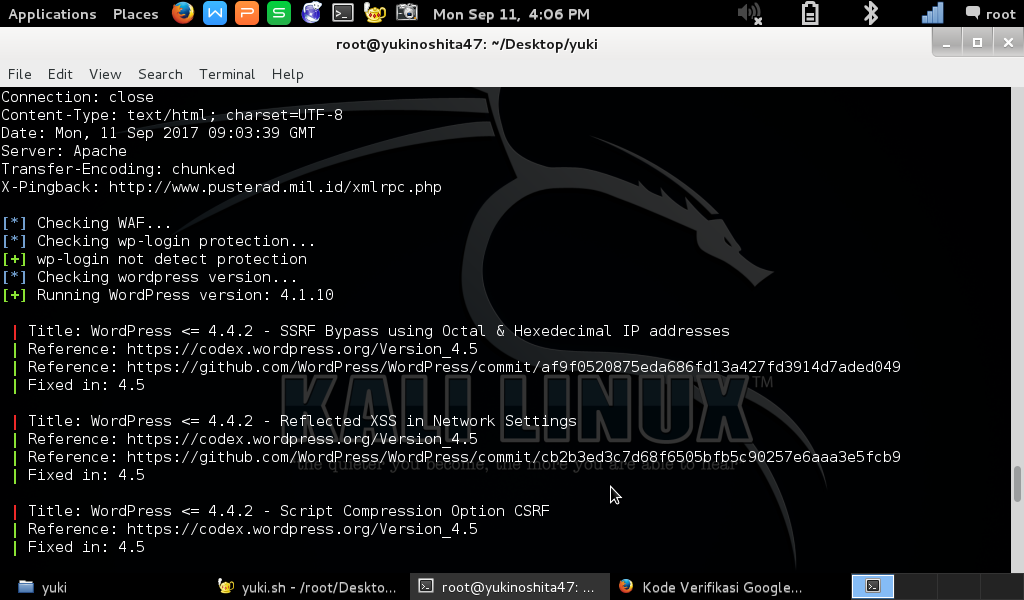 Applications Places Mon Sep 11, 4:06 PM root
root@yukinoshita47: ~/Desktop/yuki
File Edit View Search Terminal Help
Connection: close
Content-Type: text/html; charset=UTF-8
Date: Mon, 11 Sep 2017 09:03:39 GMT
Server: Apache
Transfer-Encoding: chunked
X-Pingback: http://www.pusterad.mil.id/xmlrpc.php
[*] Checking WAF...
[*] Checking wp-login protection...
[+] wp-login not detect protection
[*] Checking wordpress version...
[+] Running WordPress version: 4.1.10
| Title: WordPress <= 4.4.2 - SSRF Bypass using Octal & Hexedecimal IP addresses
| Reference: https://codex.wordpress.org/Version_4.5
| Reference: https://github.com/WordPress/WordPress/commit/af9f0520875eda686fd13a427fd3914d7aded049
| Fixed in: 4.5
KALI LINUX™
| Title: WordPress <= 4.4.2 - Reflected XSS in Network Settings
| Reference: https://codex.wordpress.org/Version_4.5
| Reference: https://github.com/WordPress/WordPress/commit/cb2b3ed3c7d68f6505bfb5c90257e6aaa3e5fcb9
the quieter you become, the more you are able to hear
| Fixed in: 4.5
| Title: WordPress <= 4.4.2 - Script Compression Option CSRF
| Reference: https://codex.wordpress.org/Version_4.5
| Fixed in: 4.5
yuki yuki.sh - /root/Deskto... root@yukinoshita47: ... Kode Verifikasi Google...